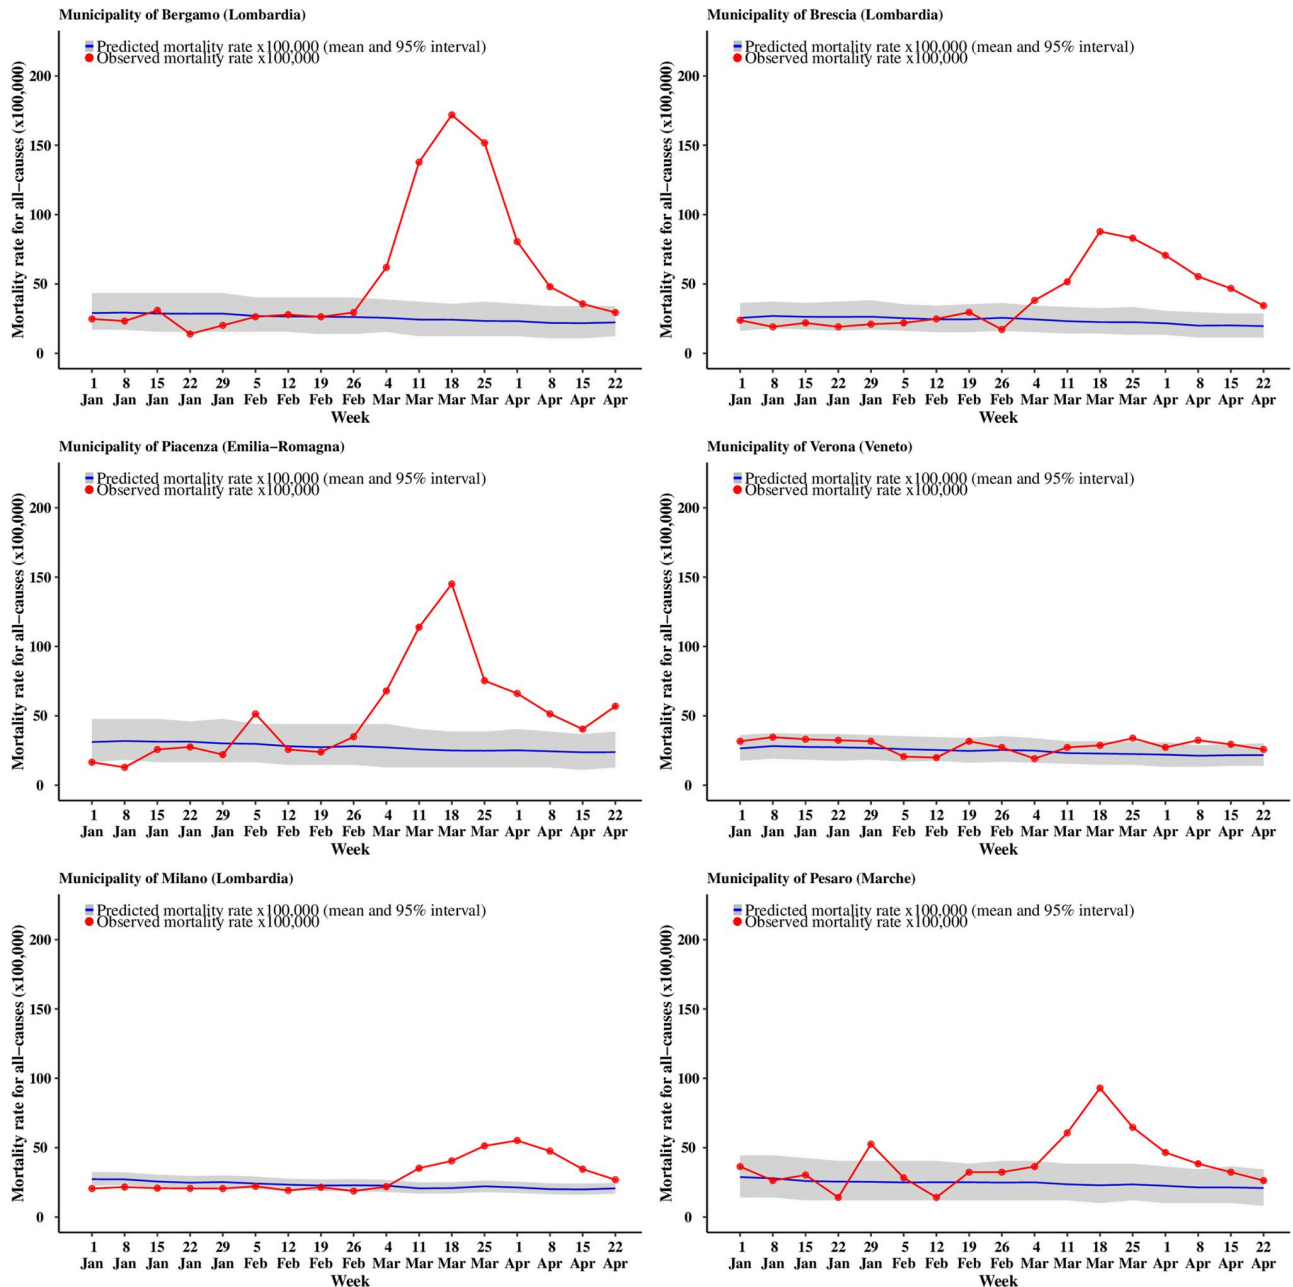 Municipality of Bergamo (Lombardia)
Predicted mortality rate x100,000 (mean and 95% interval)
Observed mortality rate x100,000
Mortality rate for all−causes (x100,000)
200
150
100
50
0
1 8 15 22 29 5 12 19 26 4 11 18 25 1 8 15 22
Jan Jan Jan Jan Jan Feb Feb Feb Feb Mar Mar Mar Mar Apr Apr Apr Apr
Week
Municipality of Brescia (Lombardia)
Predicted mortality rate x100,000 (mean and 95% interval)
Observed mortality rate x100,000
Mortality rate for all−causes (x100,000)
200
150
100
50
0
1 8 15 22 29 5 12 19 26 4 11 18 25 1 8 15 22
Jan Jan Jan Jan Jan Feb Feb Feb Feb Mar Mar Mar Mar Apr Apr Apr Apr
Week
Municipality of Piacenza (Emilia−Romagna)
Predicted mortality rate x100,000 (mean and 95% interval)
Observed mortality rate x100,000
Mortality rate for all−causes (x100,000)
200
150
100
50
0
1 8 15 22 29 5 12 19 26 4 11 18 25 1 8 15 22
Jan Jan Jan Jan Jan Feb Feb Feb Feb Mar Mar Mar Mar Apr Apr Apr Apr
Week
Municipality of Verona (Veneto)
Predicted mortality rate x100,000 (mean and 95% interval)
Observed mortality rate x100,000
Mortality rate for all−causes (x100,000)
200
150
100
50
0
1 8 15 22 29 5 12 19 26 4 11 18 25 1 8 15 22
Jan Jan Jan Jan Jan Feb Feb Feb Feb Mar Mar Mar Mar Apr Apr Apr Apr
Week
Municipality of Milano (Lombardia)
Predicted mortality rate x100,000 (mean and 95% interval)
Observed mortality rate x100,000
Mortality rate for all−causes (x100,000)
200
150
100
50
0
1 8 15 22 29 5 12 19 26 4 11 18 25 1 8 15 22
Jan Jan Jan Jan Jan Feb Feb Feb Feb Mar Mar Mar Mar Apr Apr Apr Apr
Week
Municipality of Pesaro (Marche)
Predicted mortality rate x100,000 (mean and 95% interval)
Observed mortality rate x100,000
Mortality rate for all−causes (x100,000)
200
150
100
50
0
1 8 15 22 29 5 12 19 26 4 11 18 25 1 8 15 22
Jan Jan Jan Jan Jan Feb Feb Feb Feb Mar Mar Mar Mar Apr Apr Apr Apr
Week